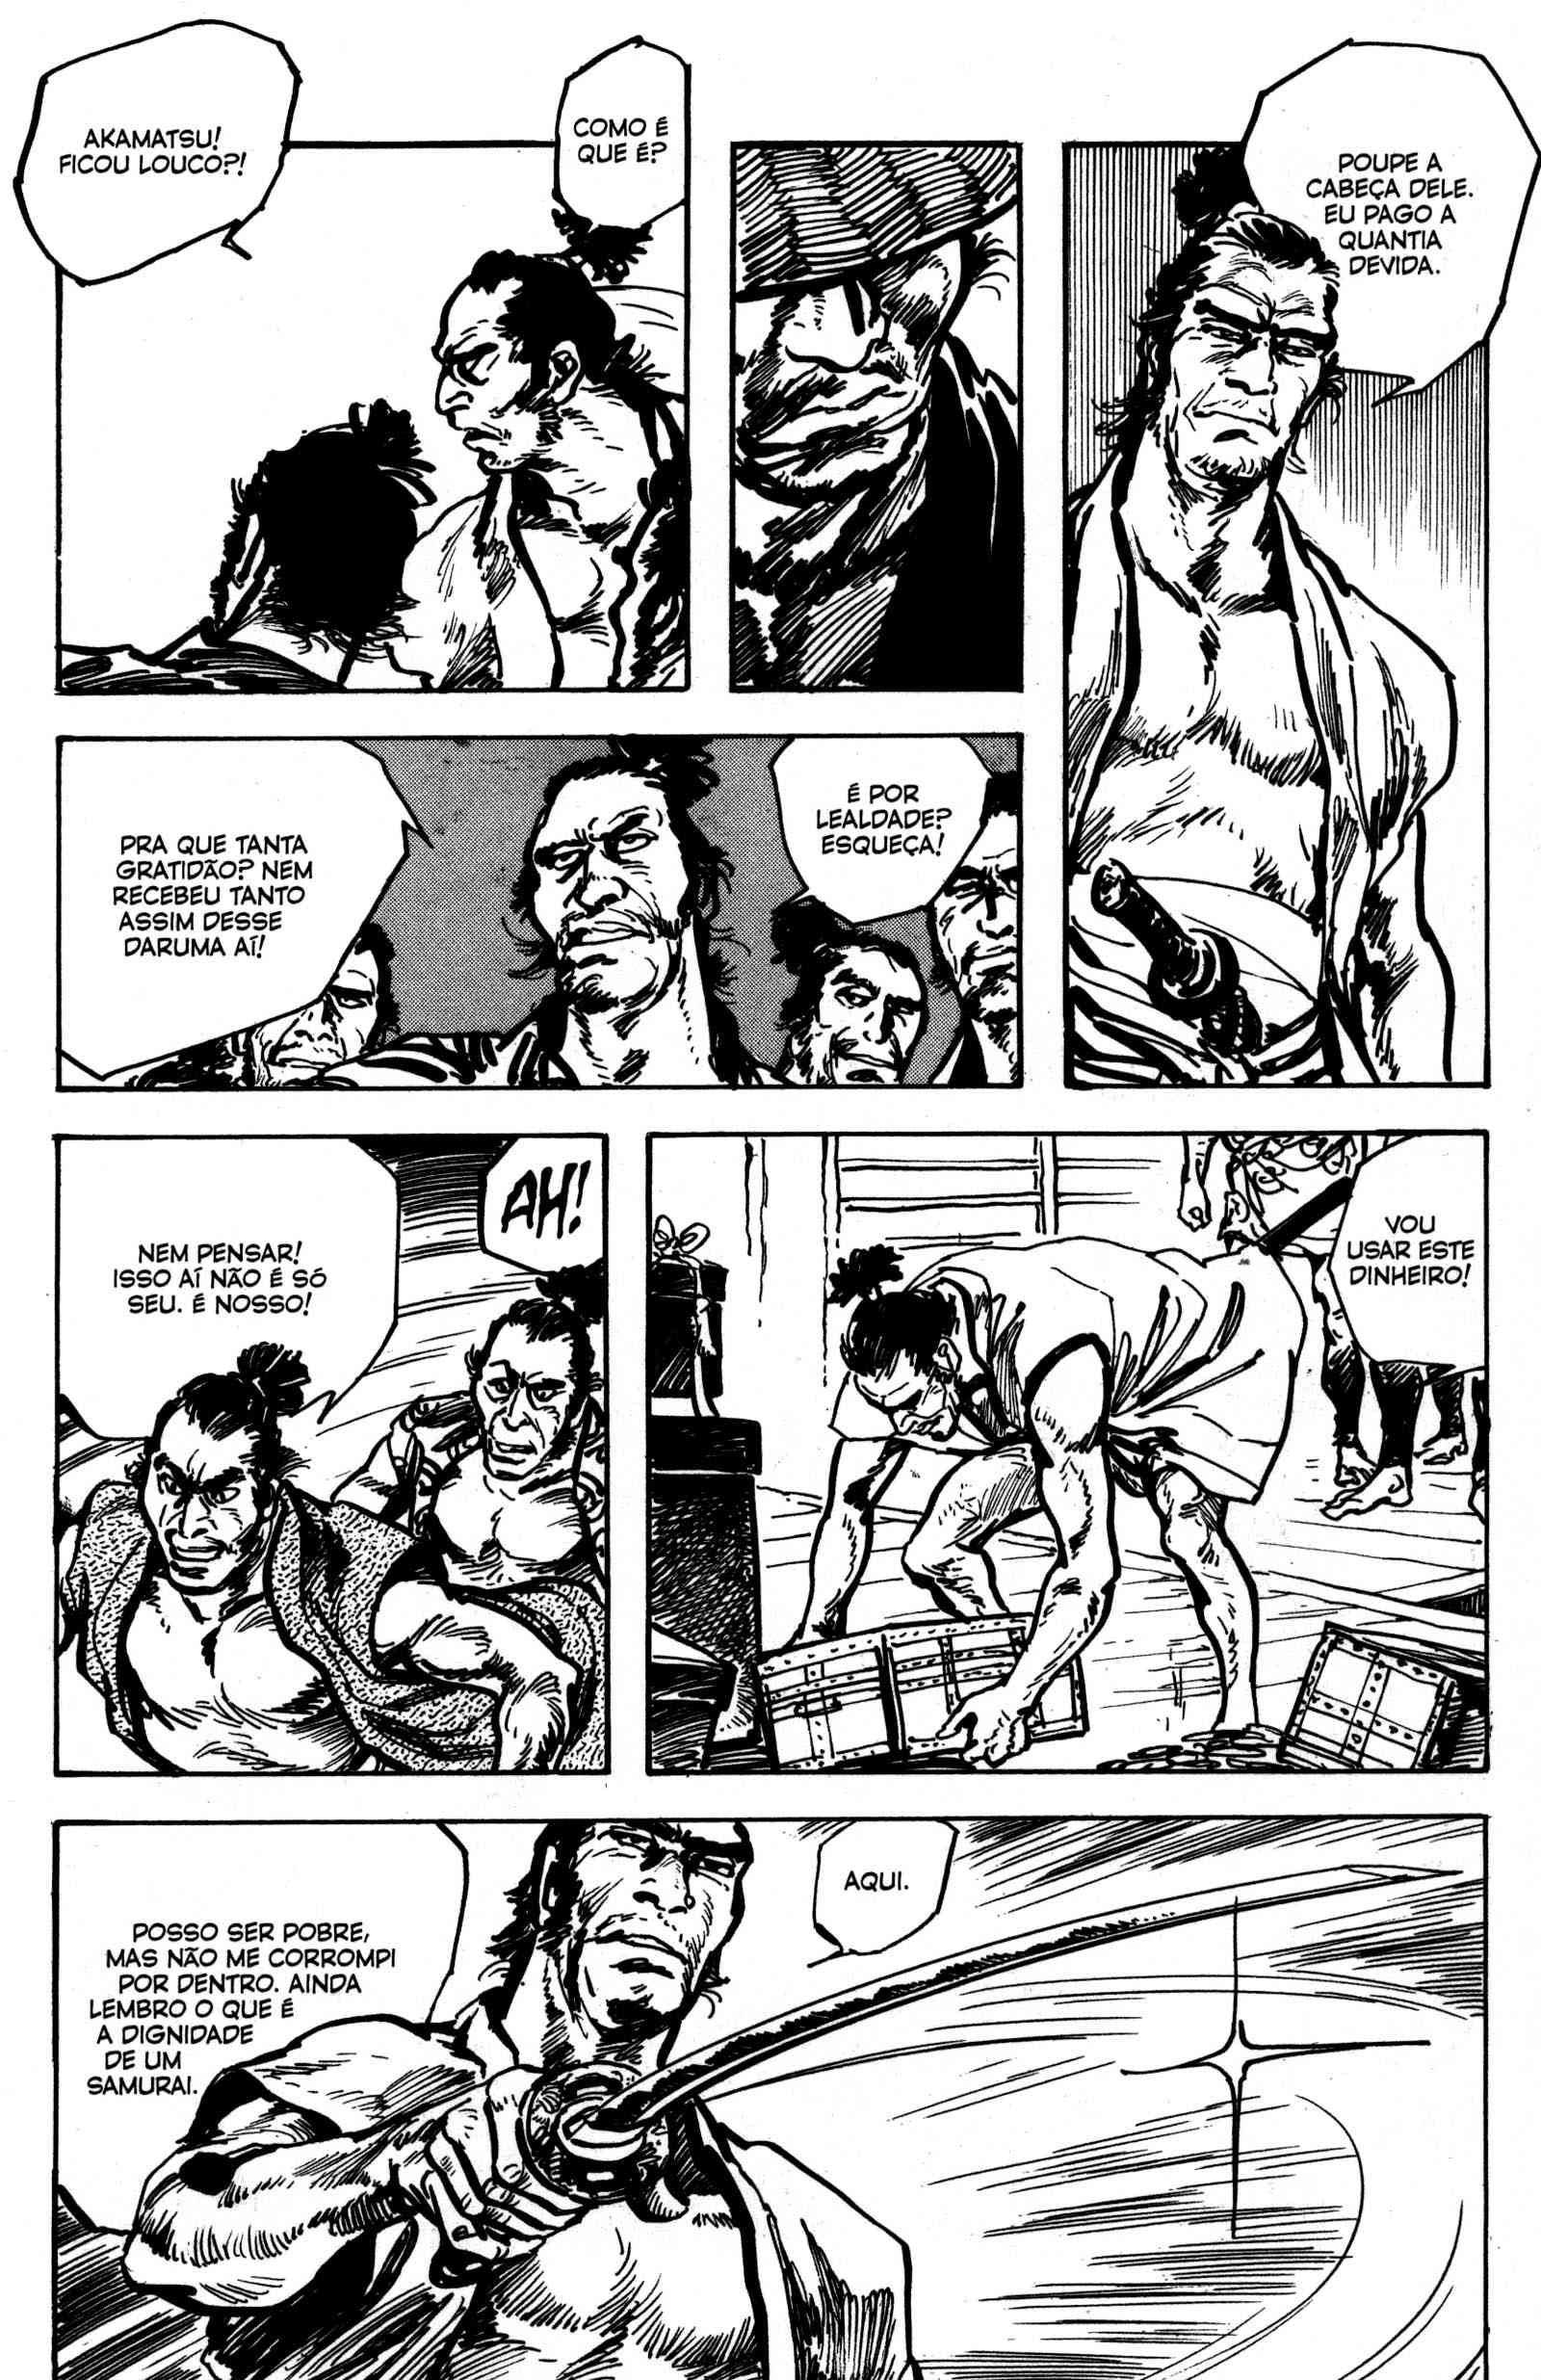 POUPE A
CABEÇA DELE.
EU PAGO A
QUANTIA
DEVIDA.
COMO É
QUE É?
AKAMATSU!
FICOU LOUCO?!
É POR
LEALDADE?
ESQUEÇA!
PRA QUE TANTA
GRATIDÃO? NEM
RECEBEU TANTO
ASSIM DESSE
DARUMA AÍ!
VOU
USAR ESTE
DINHEIRO!
AH!
NEM PENSAR!
ISSO AÍ NÃO É SÓ
SEU. É NOSSO!
AQUI.
POSSO SER POBRE,
MAS NÃO ME CORROMPI
POR DENTRO. AINDA
LEMBRO O QUE É
A DIGNIDADE
DE UM
SAMURAI.